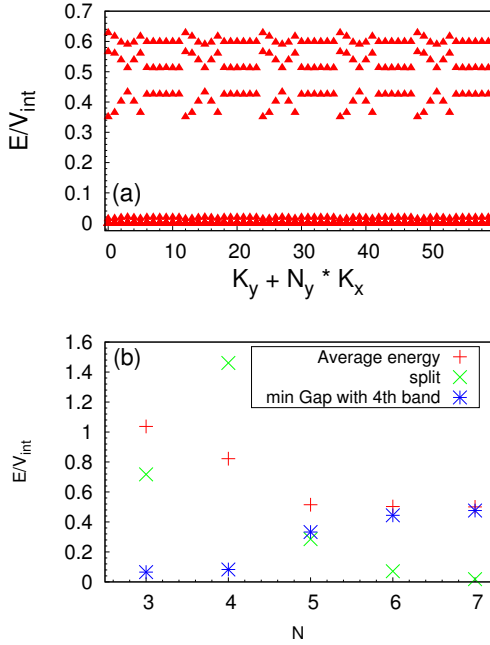 0.7
0.6
0.5
0.4
0.3
0.2
0.1
0
E/V_int
(a)
0 10 20 30 40 50
K_y + N_y * K_x
(b)
1.6
1.4
1.2
1
0.8
0.6
0.4
0.2
0
E/V_int
Average energy
split
min Gap with 4th band
3 4 5 6 7
N